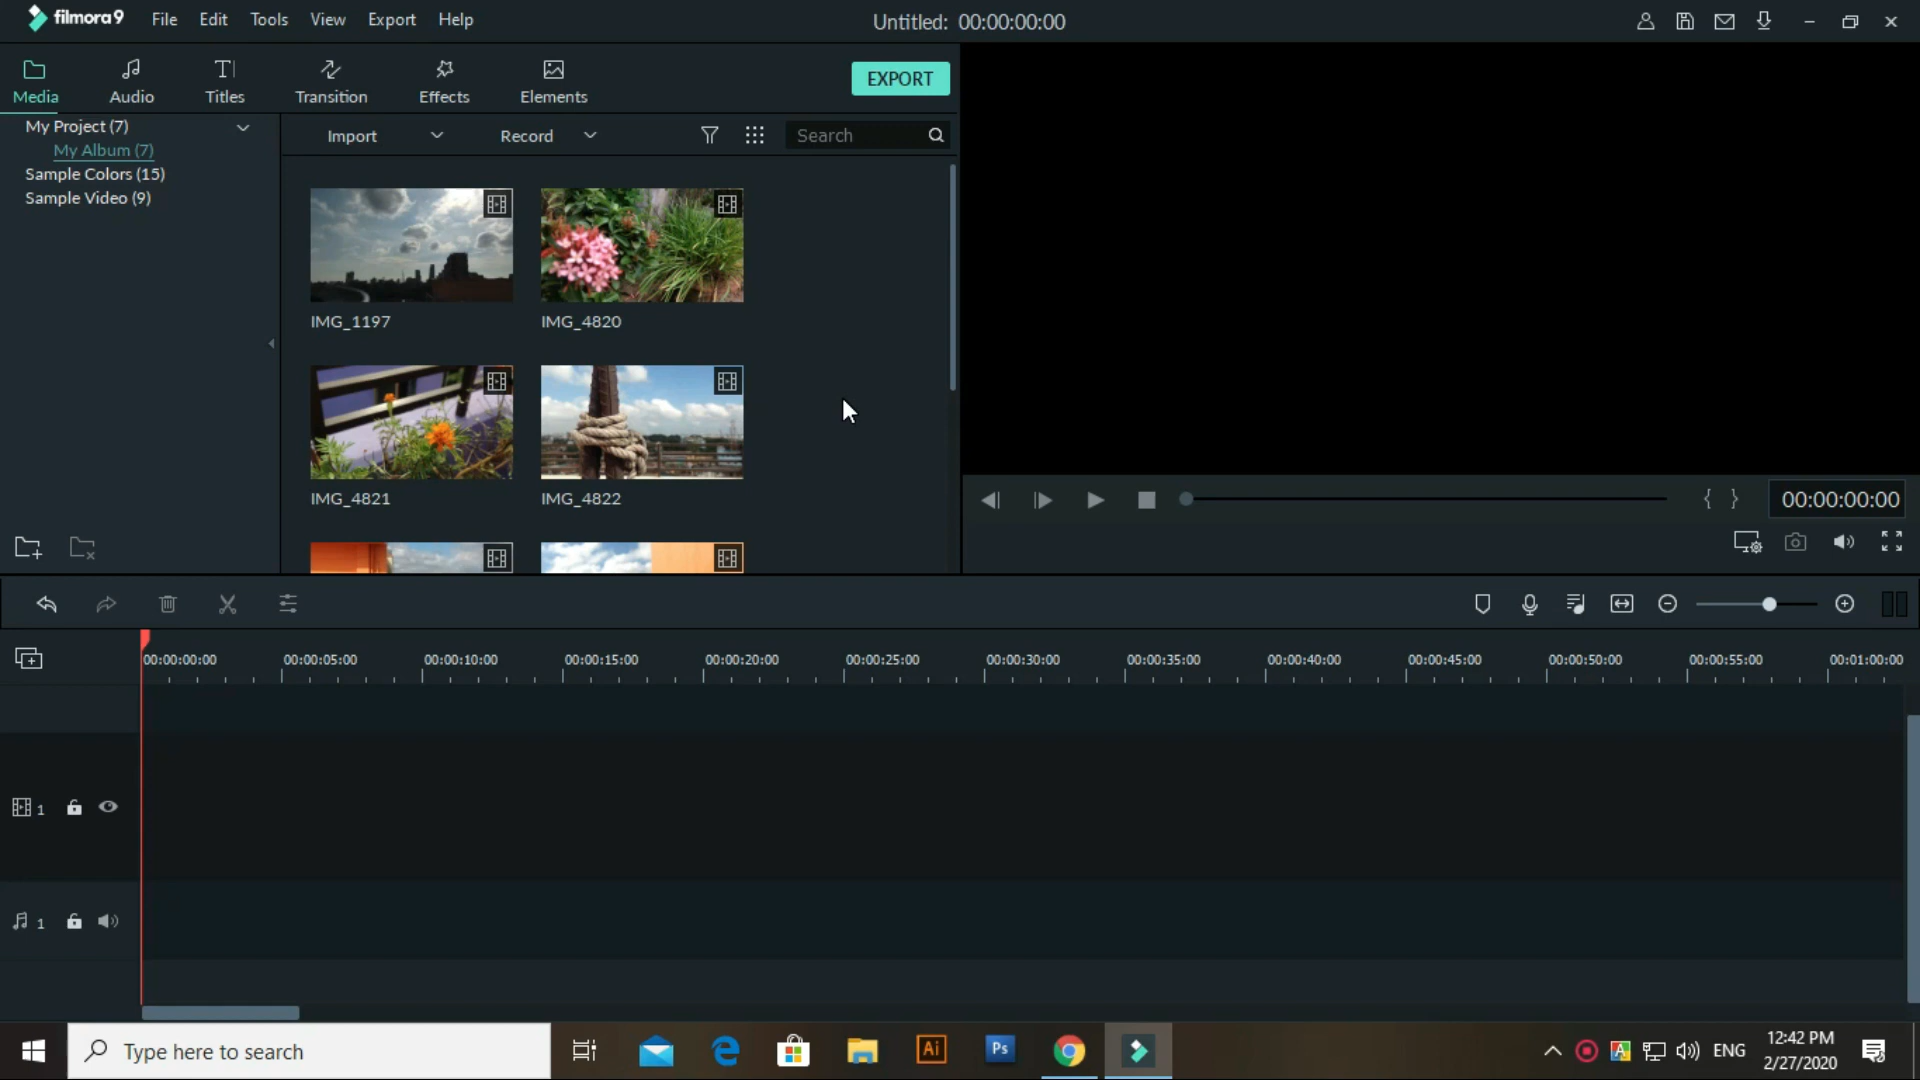 filmora9
File Edit Tools View Export Help
Untitled: 00:00:00:00
Media
Audio
Titles
Transition
Effects
Elements
EXPORT
My Project (7)
My Album (7)
Sample Colors (15)
Sample Video (9)
Import
Record
Search
IMG_1197
IMG_4820
IMG_4821
IMG_4822
00:00:00:00
00:00:00:00 00:00:05:00 00:00:10:00 00:00:15:00 00:00:20:00 00:00:25:00 00:00:30:00 00:00:35:00 00:00:40:00 00:00:45:00 00:00:50:00 00:00:55:00 00:01:00:00
1
1
Type here to search
Ai
Ps
A
ENG
12:42 PM
2/27/2020